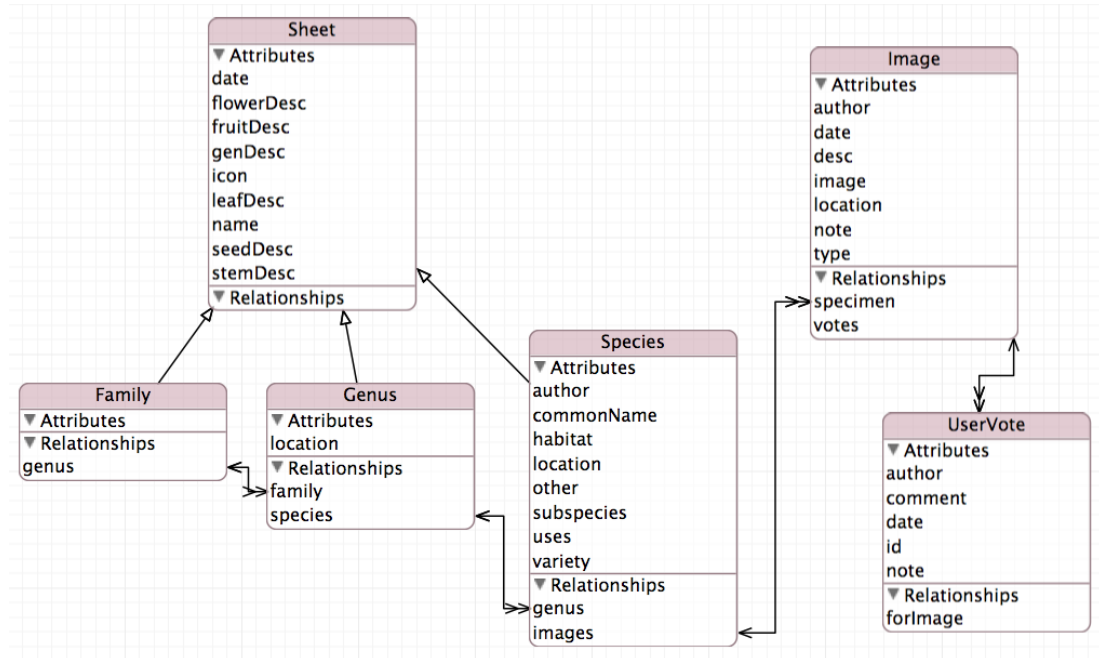 Sheet
Attributes
date
flowerDesc
fruitDesc
genDesc
icon
leafDesc
name
seedDesc
stemDesc
Relationships
Image
Attributes
author
date
desc
image
location
note
type
Relationships
specimen
votes
Family
Attributes
Relationships
genus
Genus
Attributes
location
Relationships
family
species
Species
Attributes
author
commonName
habitat
location
other
subspecies
uses
variety
Relationships
genus
images
UserVote
Attributes
author
comment
date
id
note
Relationships
forImage